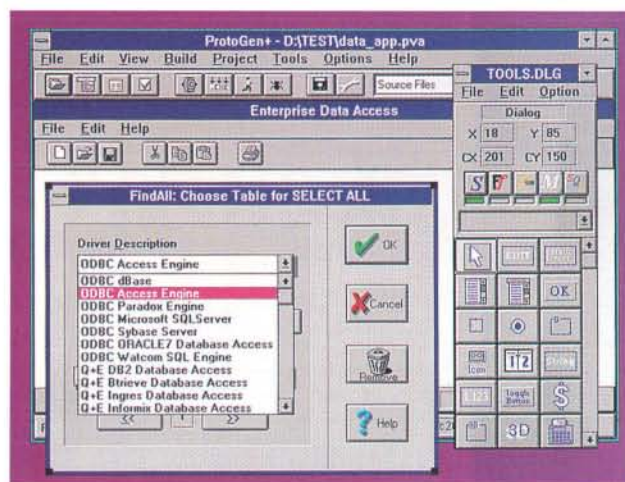 ProtoGen+ - D:\TEST\data_app.pva
File Edit View Build Project Tools Options Help
Source Files
Enterprise Data Access
File Edit Help
FindAll: Choose Table for SELECT ALL
Driver Description
ODBC Access Engine
ODBC dBase
ODBC Access Engine
ODBC Paradox Engine
ODBC Microsoft SQLServer
ODBC Sybase Server
ODBC ORACLE7 Database Access
ODBC Watcom SQL Engine
Q+E DB2 Database Access
Q+E Btrieve Database Access
Q+E Ingres Database Access
Q+E Informix Database Access
<< >>
OK
Cancel
Remove
Help
TOOLS.DLG
File Edit Option
Dialog
X 18 Y 85
CX 201 CY 150
OK
Icon 1 2 String
Toggle Button $
3D